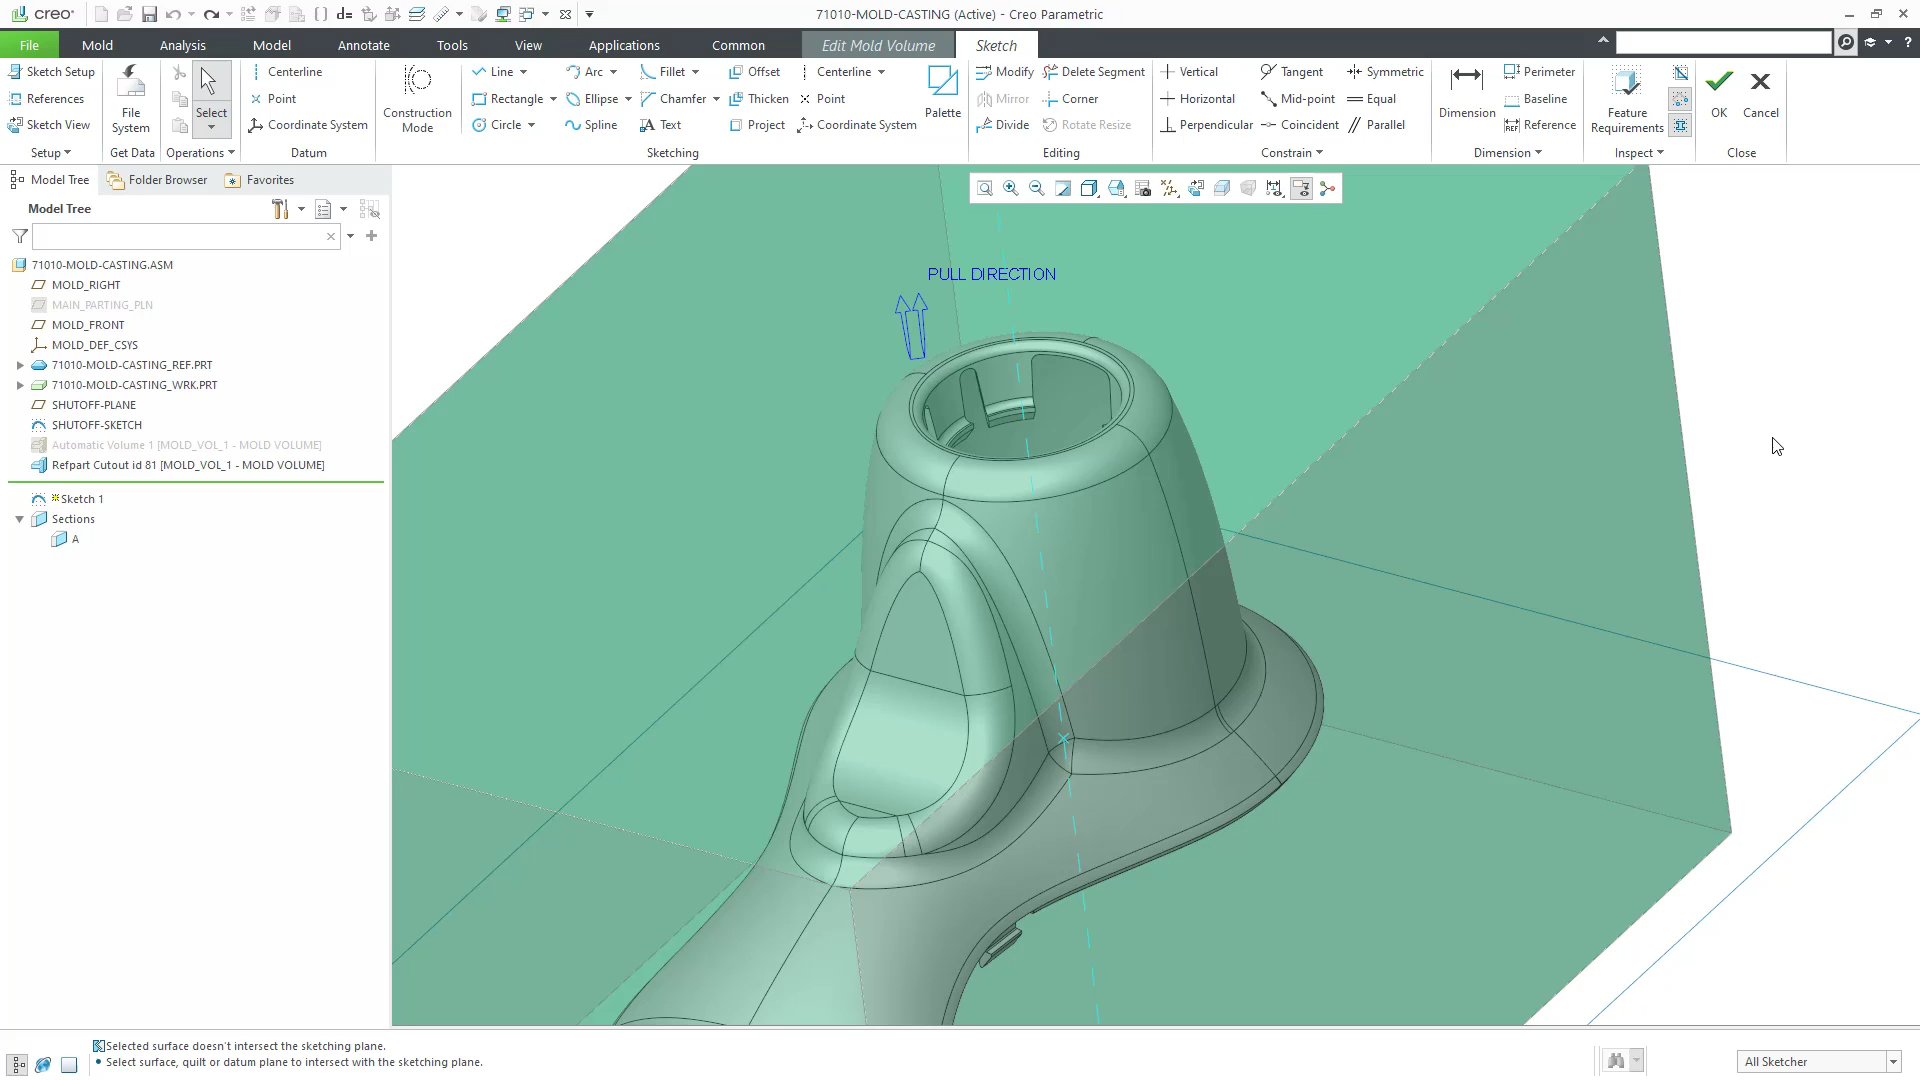 creo
71010-MOLD-CASTING (Active) - Creo Parametric
File Mold Analysis Model Annotate Tools View Applications Common Edit Mold Volume Sketch
Sketch Setup
References
Sketch View
Setup
File System
Get Data
Select
Operations
Centerline
Point
Coordinate System
Datum
Construction Mode
Line Arc Fillet Offset Centerline
Rectangle Ellipse Chamfer Thicken Point
Circle Spline Text Project Coordinate System
Palette
Sketching
Modify Delete Segment
Mirror Corner
Divide Rotate Resize
Editing
Vertical Tangent Symmetric
Horizontal Mid-point Equal
Perpendicular Coincident Parallel
Constrain
Dimension
Perimeter
Baseline
Reference
Dimension
Feature Requirements
Inspect
OK
Cancel
Close
Model Tree Folder Browser Favorites
Model Tree
71010-MOLD-CASTING.ASM
MOLD_RIGHT
MAIN_PARTING_PLN
MOLD_FRONT
MOLD_DEF_CSYS
71010-MOLD-CASTING_REF.PRT
71010-MOLD-CASTING_WRK.PRT
SHUTOFF-PLANE
SHUTOFF-SKETCH
Automatic Volume 1 [MOLD_VOL_1 - MOLD VOLUME]
Refpart Cutout id 81 [MOLD_VOL_1 - MOLD VOLUME]
Sketch 1
Sections
A
PULL DIRECTION
Selected surface doesn't intersect the sketching plane.
Select surface, quilt or datum plane to intersect with the sketching plane.
All Sketcher